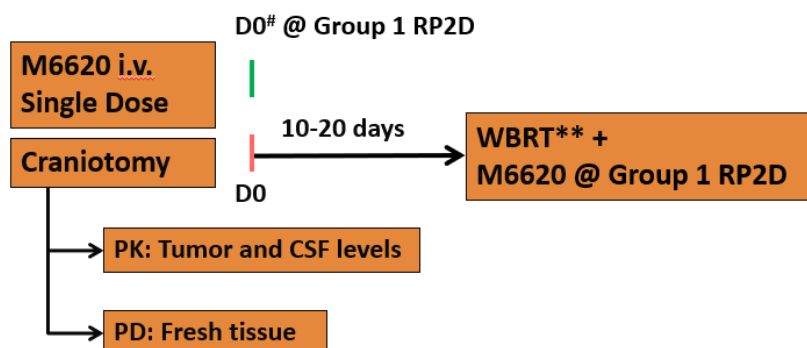 D0# @ Group 1 RP2D
M6620 i.v.
Single Dose
10-20 days
WBRT** +
M6620 @ Group 1 RP2D
Craniotomy
D0
PK: Tumor and CSF levels
PD: Fresh tissue